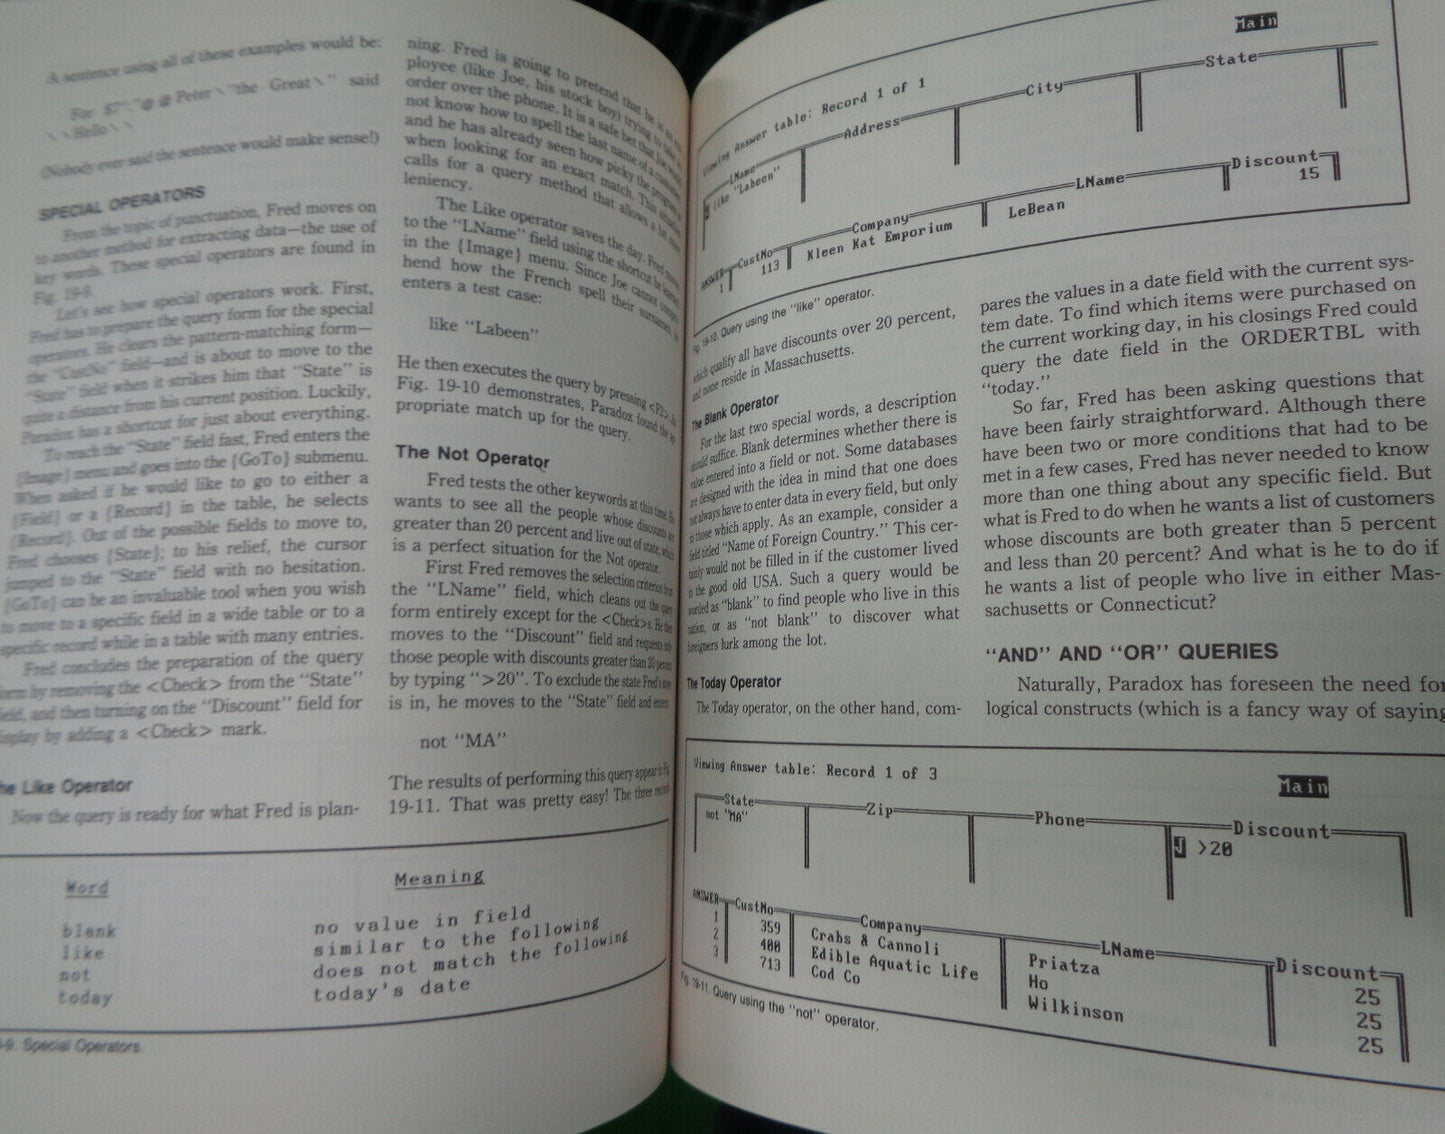 A sentence using all of these examples would be:
For $7"\"@ @ Peter \ "the Great \" said
\ \ Hello \ \
(Nobody ever said the sentence would make sense!)
SPECIAL OPERATORS
From the topic of punctuation, Fred moves on
to another method for extracting data—the use of
key words. These special operators are found in
Fig. 19-9.
Let's see how special operators work. First,
Fred has to prepare the query form for the special
operators. He clears the pattern-matching form—
the "CustNo" field—and is about to move to the
"State" field when it strikes him that "State" is
quite a distance from his current position. Luckily,
Paradox has a shortcut for just about everything.
To reach the "State" field fast, Fred enters the
{Image} menu and goes into the {GoTo} submenu.
When asked if he would like to go to either a
{Field} or a {Record} in the table, he selects
{Record}. Out of the possible fields to move to,
Fred chooses {State}; to his relief, the cursor
jumped to the "State" field with no hesitation.
{GoTo} can be an invaluable tool when you wish
to move to a specific field in a wide table or to a
specific record while in a table with many entries.
Fred concludes the preparation of the query
form by removing the <Check> from the "State"
field, and then turning on the "Discount" field for
display by adding a <Check> mark.
he Like Operator
Now the query is ready for what Fred is plan-
ning. Fred is going to pretend that he is an
ployee (like Joe, his stock boy) trying to
order over the phone. It is a safe bet that Joe
not know how to spell the last name of a
and he has already seen how picky the program
when looking for an exact match. This
calls for a query method that allows a bit more
leniency.
The Like operator saves the day. Fred
to the "LName" field using the shortcut he learned
in the {Image} menu. Since Joe cannot
hend how the French spell their surnames, he
enters a test case:
like "Labeen"
He then executes the query by pressing <F2>. As
Fig. 19-10 demonstrates, Paradox found the ap-
propriate match up for the query.
The Not Operator
Fred tests the other keywords at this time. He
wants to see all the people whose discounts are
greater than 20 percent and live out of state, which
is a perfect situation for the Not operator.
First Fred removes the selection criterion from
the "LName" field, which cleans out the query
form entirely except for the <Check>s. He then
moves to the "Discount" field and requests only
those people with discounts greater than 20 percent
by typing ">20". To exclude the state Fred's store
is in, he moves to the "State" field and enters
not "MA"
The results of performing this query appear in Fig.
19-11. That was pretty easy! The three records
Word Meaning
blank no value in field
like similar to the following
not does not match the following
today today's date
-9. Special Operators.
Main
Viewing Answer table: Record 1 of 1
LName Address City State
like "Labeen"
ANSWER CustNo Company LName Discount
1 113 Kleen Kat Emporium LeBean 15
Fig. 19-10. Query using the "like" operator.
which qualify all have discounts over 20 percent,
and none reside in Massachusetts.
The Blank Operator
For the last two special words, a description
should suffice. Blank determines whether there is
value entered into a field or not. Some databases
are designed with the idea in mind that one does
not always have to enter data in every field, but only
in those which apply. As an example, consider a
field titled "Name of Foreign Country." This cer-
tainly would not be filled in if the customer lived
in the good old USA. Such a query would be
worded as "blank" to find people who live in this
nation, or as "not blank" to discover what
foreigners lurk among the lot.
The Today Operator
The Today operator, on the other hand, com-
pares the values in a date field with the current sys-
tem date. To find which items were purchased on
the current working day, in his closings Fred could
query the date field in the ORDERTBL with
"today."
So far, Fred has been asking questions that
have been fairly straightforward. Although there
have been two or more conditions that had to be
met in a few cases, Fred has never needed to know
more than one thing about any specific field. But
what is Fred to do when he wants a list of customers
whose discounts are both greater than 5 percent
and less than 20 percent? And what is he to do if
he wants a list of people who live in either Mas-
sachusetts or Connecticut?
"AND" AND "OR" QUERIES
Naturally, Paradox has foreseen the need for
logical constructs (which is a fancy way of saying
Viewing Answer table: Record 1 of 3
Main
State Zip Phone Discount
not "MA" √ >20
ANSWER CustNo Company LName Discount
1 359 Crabs & Cannoli Priatza 25
2 400 Edible Aquatic Life Ho 25
3 713 Cod Co Wilkinson 25
Fig. 19-11. Query using the "not" operator.